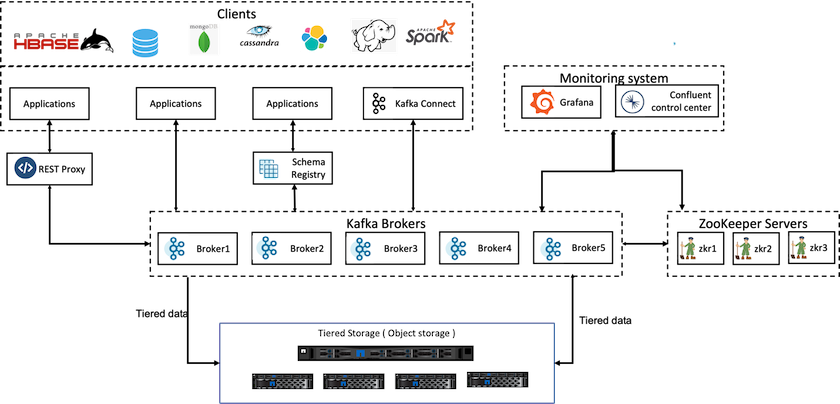 Clients
APACHE
HBASE
mongoDB
cassandra
APACHE
Spark
Monitoring system
Applications
Applications
Applications
Kafka Connect
Grafana
Confluent
control center
REST Proxy
Schema
Registry
Kafka Brokers
ZooKeeper Servers
Broker1
Broker2
Broker3
Broker4
Broker5
zkr1
zkr2
zkr3
Tiered data
Tiered data
Tiered Storage ( Object storage )